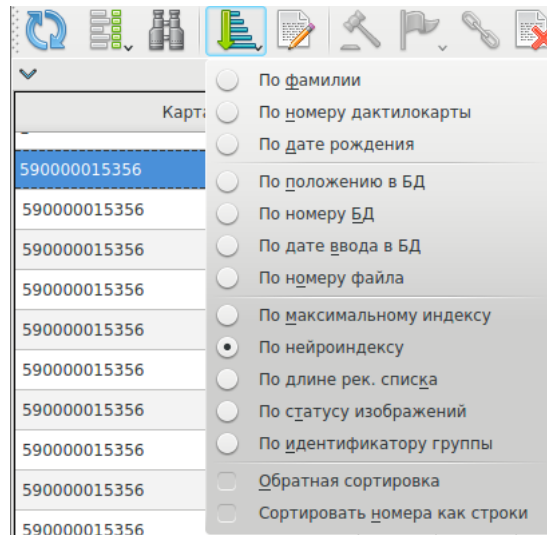 Карта
590000015356
590000015356
590000015356
590000015356
590000015356
590000015356
590000015356
590000015356
590000015356
590000015356
По фамилии
По номеру дактилокарты
По дате рождения
По положению в БД
По номеру БД
По дате ввода в БД
По номеру файла
По максимальному индексу
По нейроиндексу
По длине рек. списка
По статусу изображений
По идентификатору группы
Обратная сортировка
Сортировать номера как строки